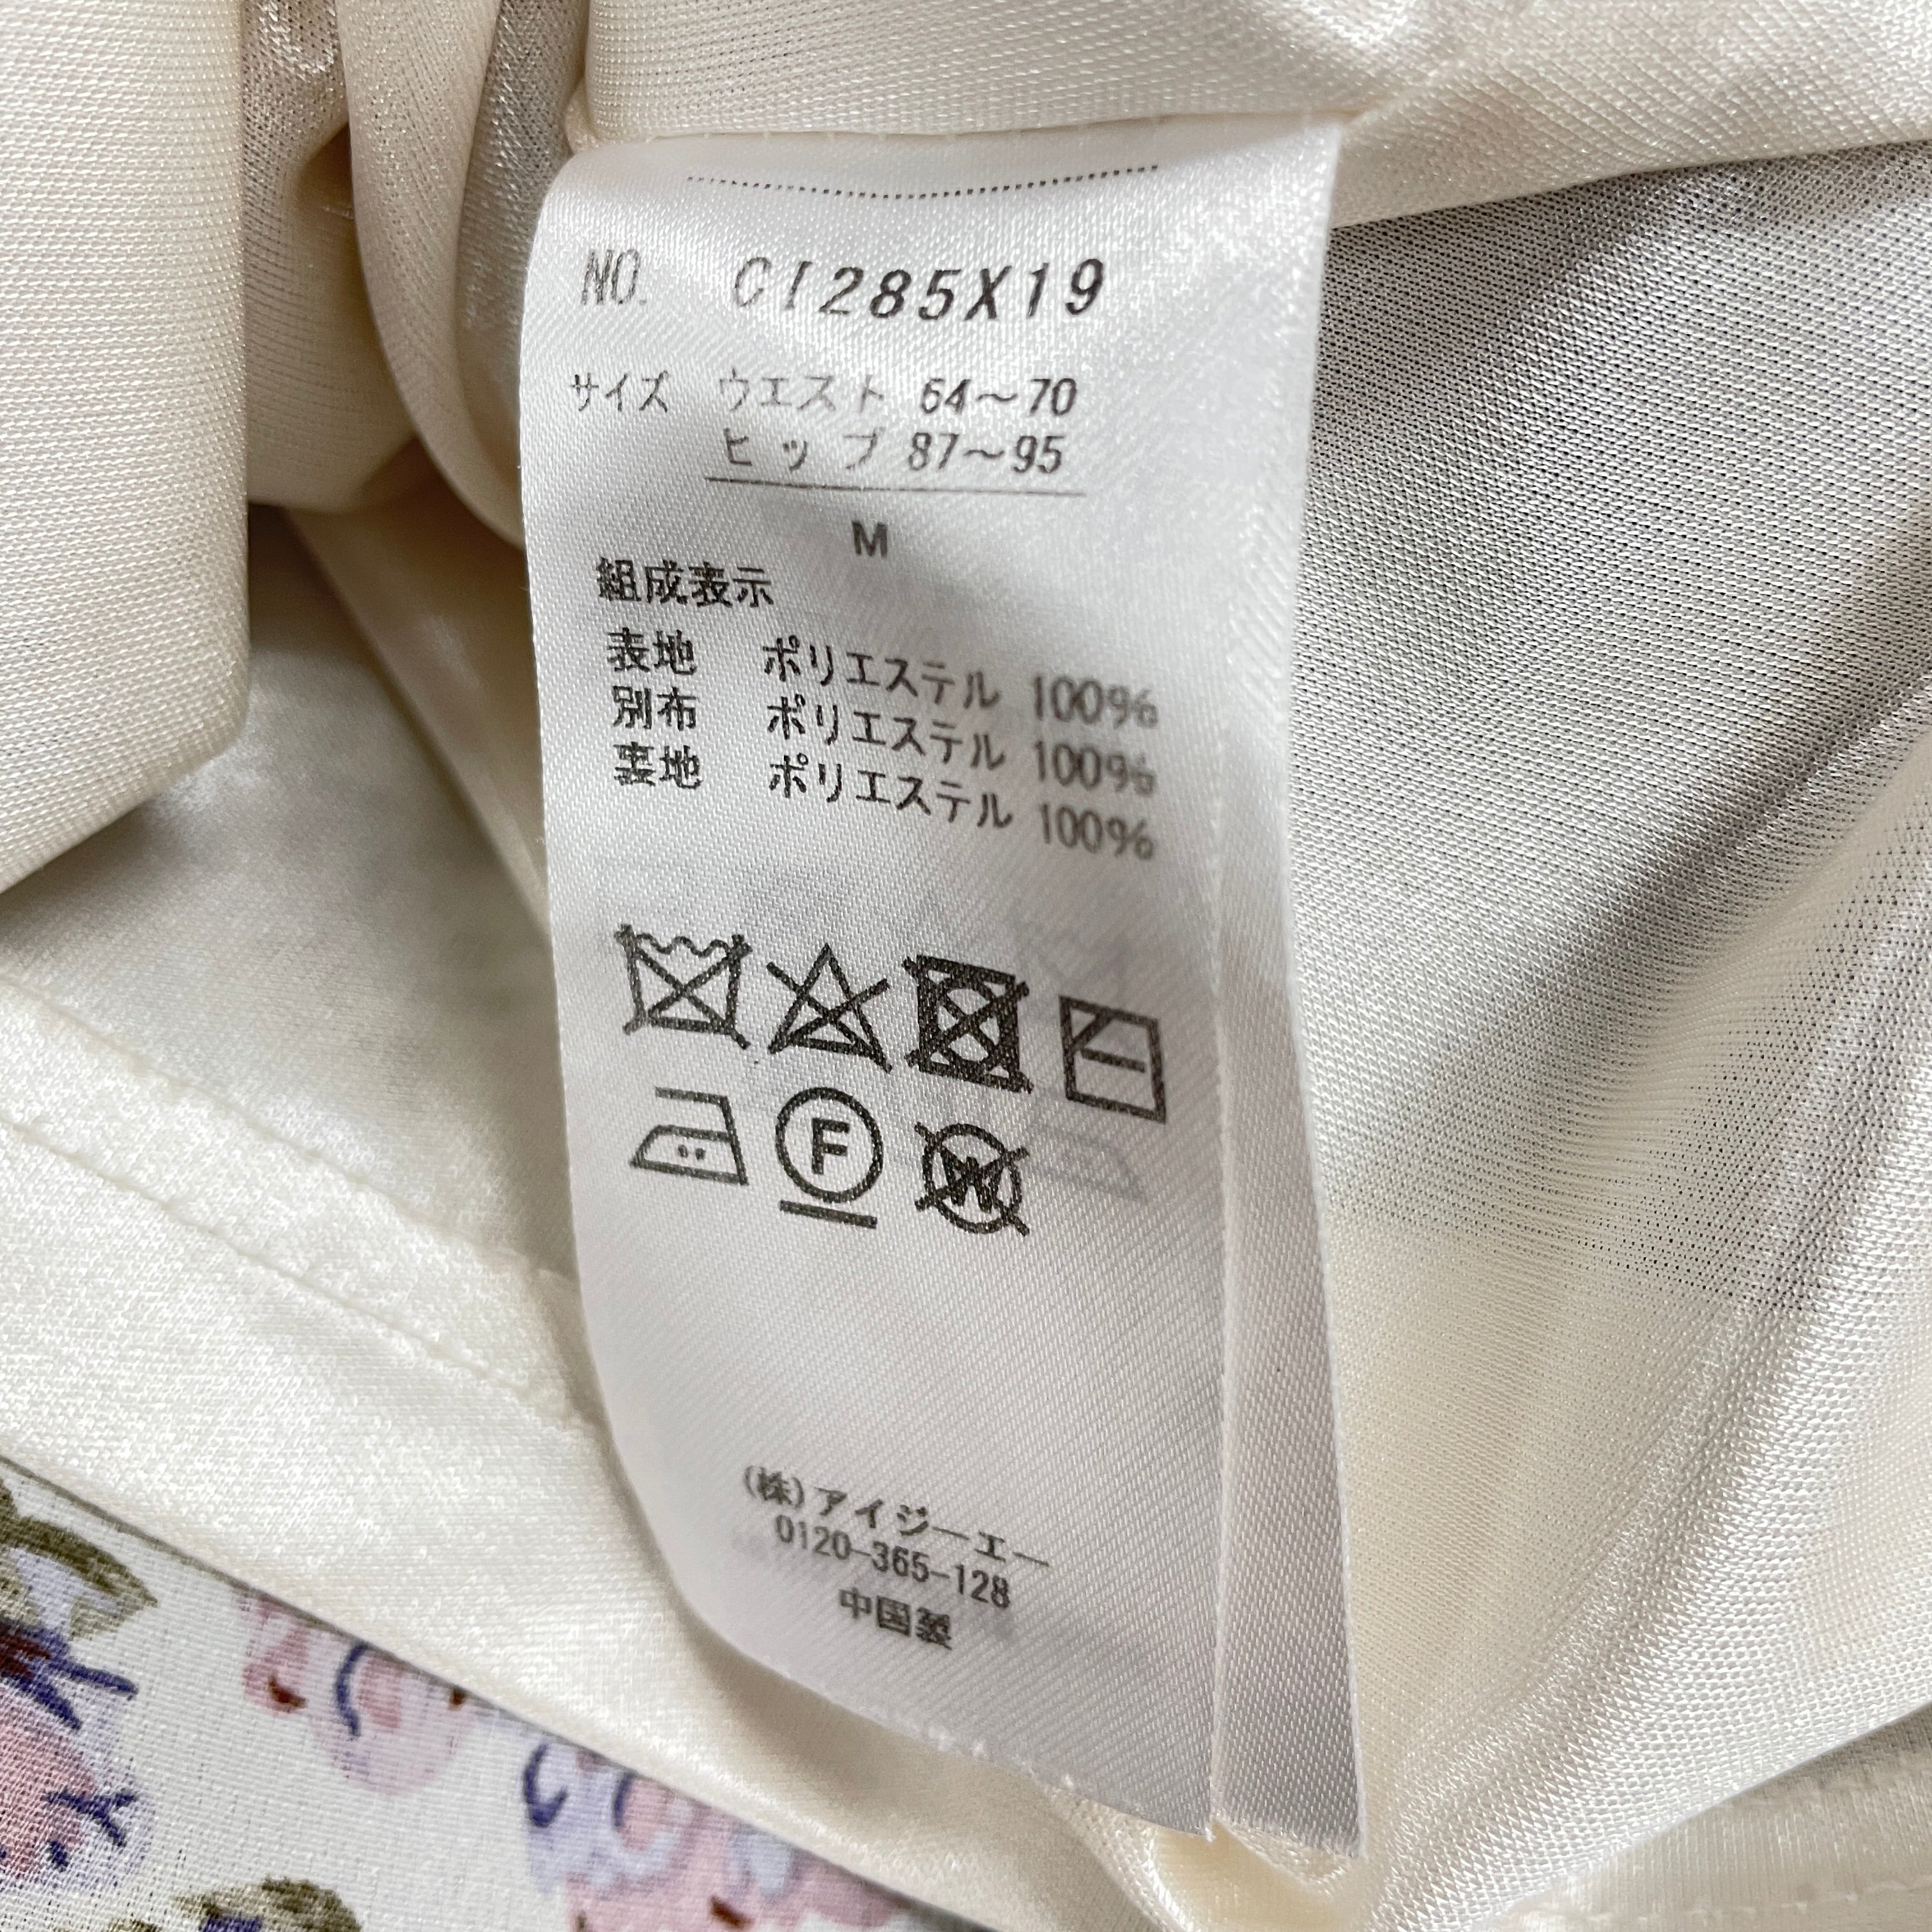 NO. CI285X19
サイズ ウエスト 64～70
ヒップ 87～95
M
組成表示
表地 ポリエステル 100%
別布 ポリエステル 100%
裏地 ポリエステル 100%
F
W
(株)アイジーエー
0120-365-128
中国製